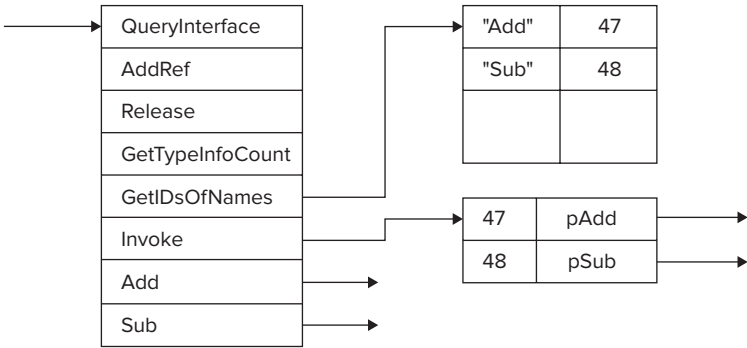 QueryInterface
AddRef
Release
GetTypeInfoCount
GetIDsOfNames
Invoke
Add
Sub
"Add" 47
"Sub" 48
47 pAdd
48 pSub